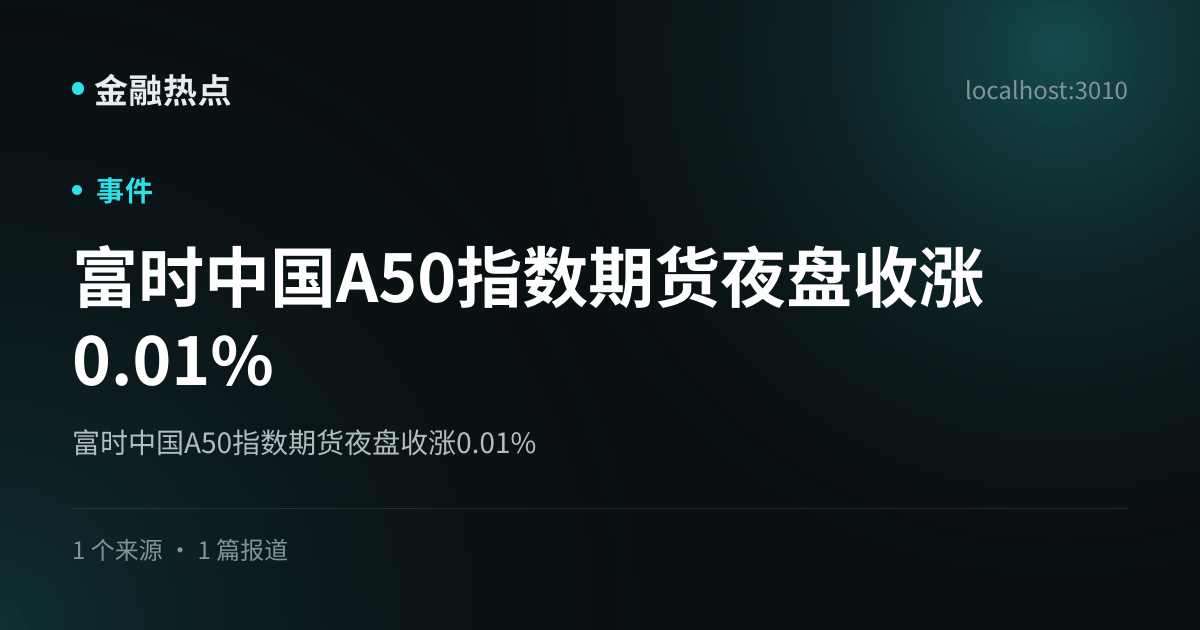 金融热点
localhost:3010
事件
富时中国A50指数期货夜盘收涨
0.01%
富时中国A50指数期货夜盘收涨0.01%
1 个来源 · 1 篇报道